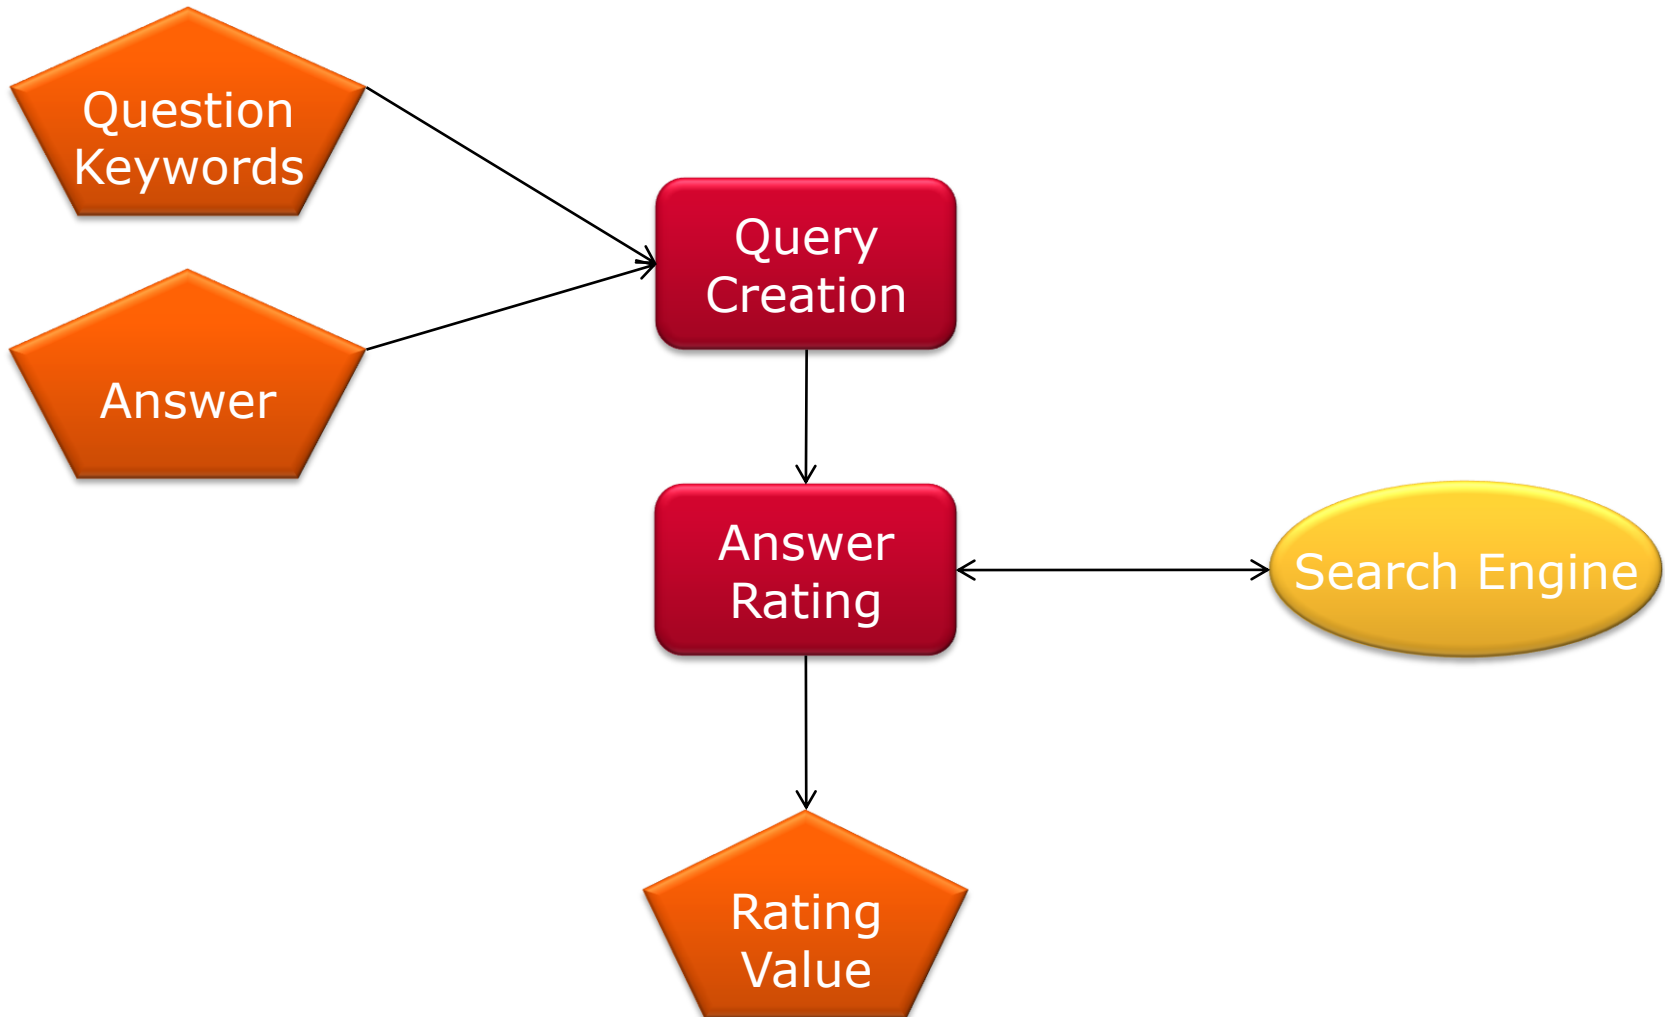 Question
Keywords
Answer
Query
Creation
Answer
Rating
Search Engine
Rating
Value